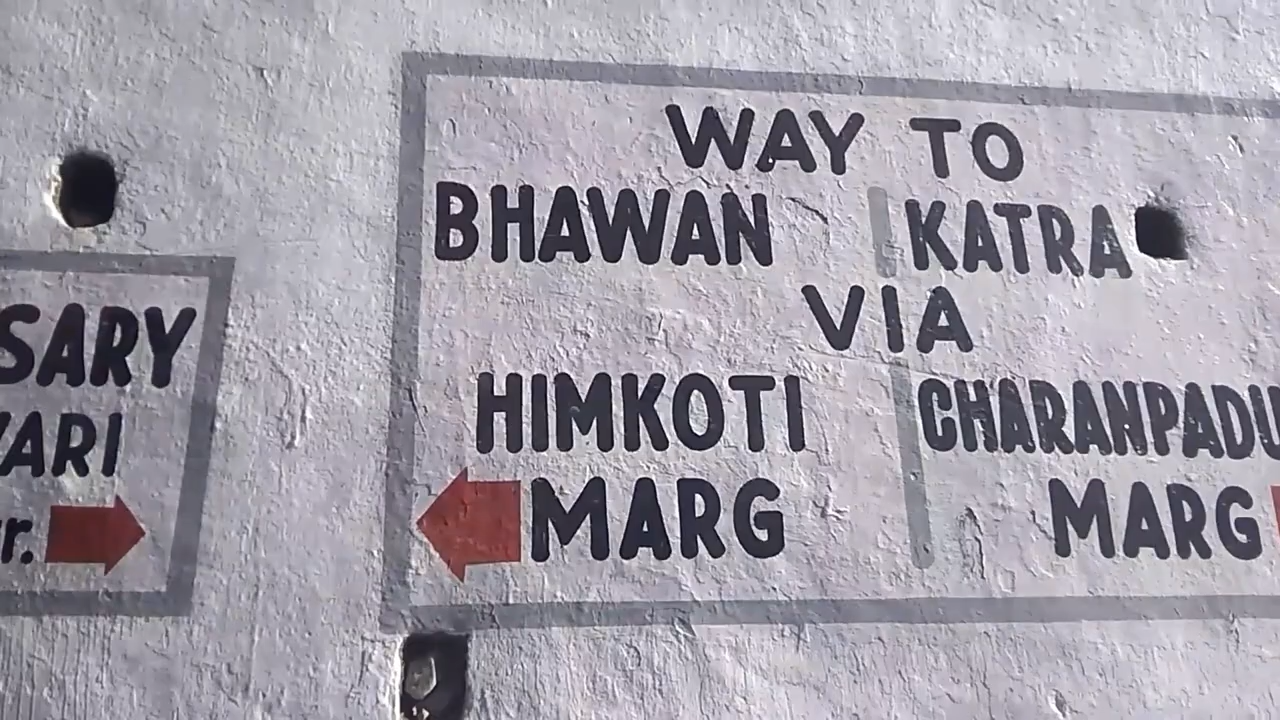 SARY
ARI
r.
WAY TO
BHAWAN KATRA
VIA
HIMKOTI CHARANPADU
MARG MARG